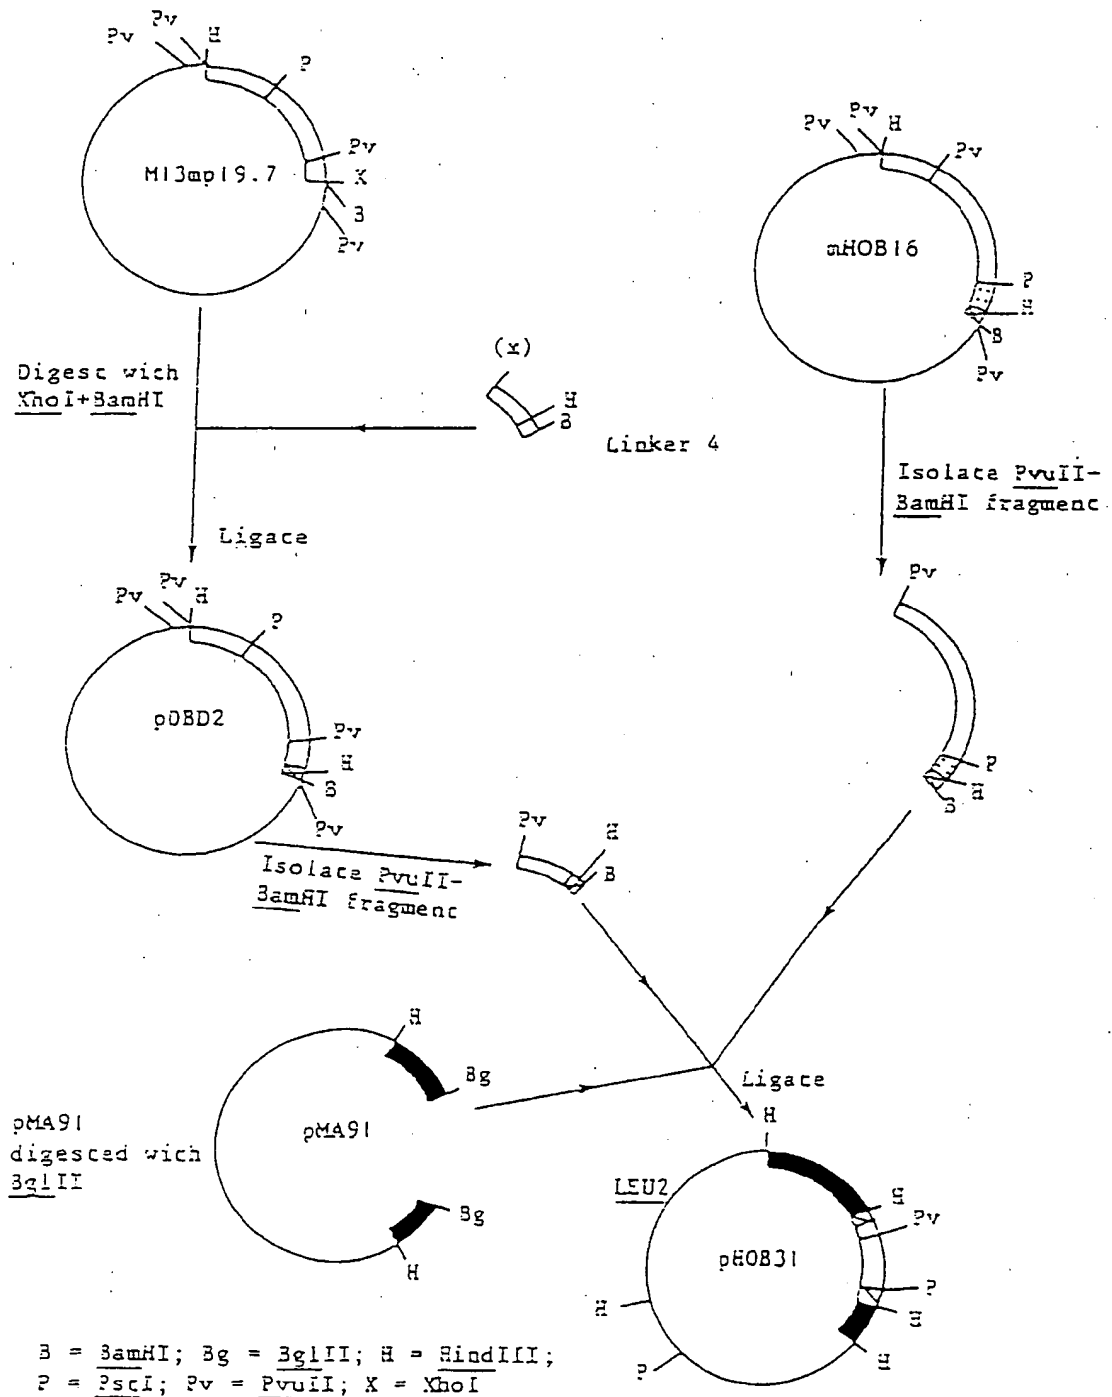 Pv Pv H
P
M13mp19.7
Pv
X
B
Pv
Pv Pv H
Pv
mHOB16
P
H
B
Pv
Digest with
XhoI+BamHI
(x)
H
B
Linker 4
Isolate PvuII-
BamHI fragment
Ligate
Pv Pv H
P
pOBD2
Pv
H
B
Pv
Pv
P
H
B
Isolate PvuII-
BamHI fragment
Pv
H
B
H
Bg
pMA91
digested with
BglII
pMA91
Bg
H
Ligate
H
LEU2
H
Pv
pHOB31
P
H
H
H
P
B = BamHI; Bg = BglII; H = HindIII;
P = PstI; Pv = PvuII; X = XhoI